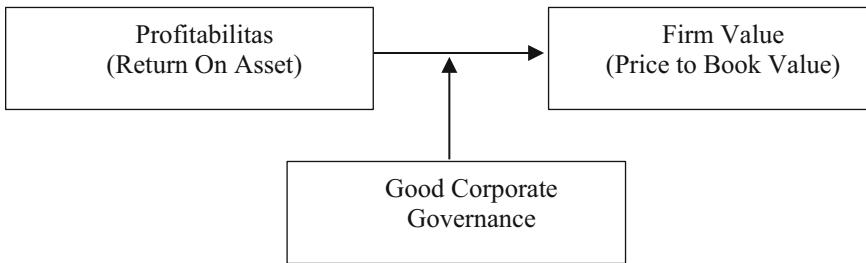 Profitabilitas
(Return On Asset)
Firm Value
(Price to Book Value)
Good Corporate
Governance